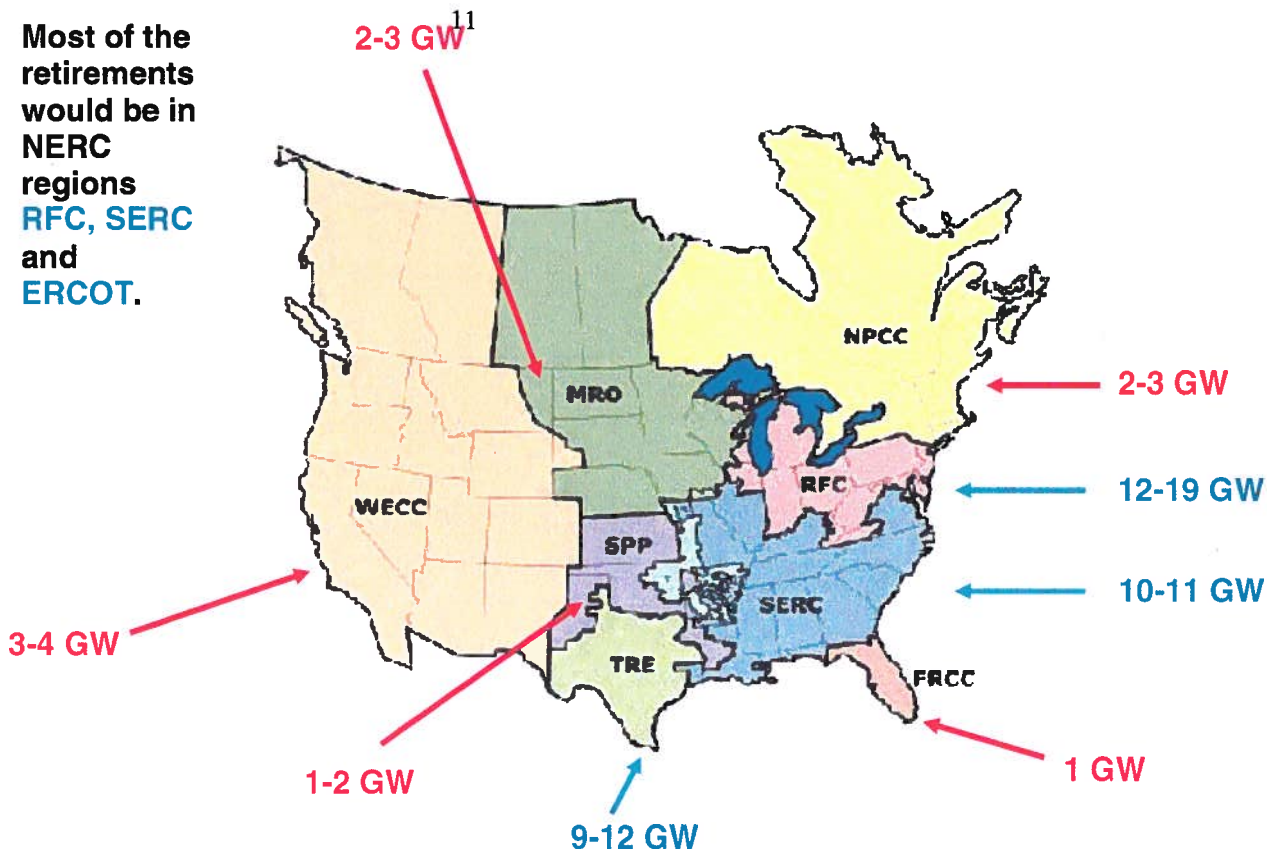 Most of the
retirements
would be in
NERC
regions
RFC, SERC
and
ERCOT.
2-3 GW11
NPCC
MRO
2-3 GW
RFC
12-19 GW
WECC
SPP
SERC
10-11 GW
3-4 GW
TRE
FRCC
1-2 GW
1 GW
9-12 GW